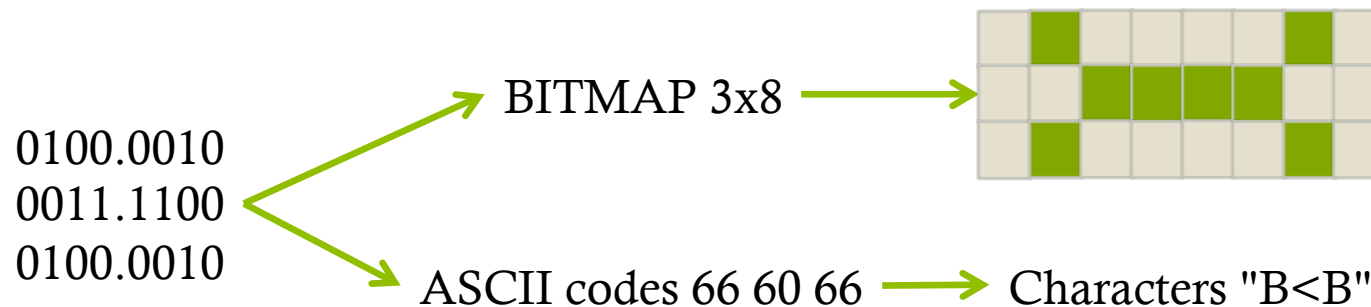 BITMAP 3x8
0100.0010
0011.1100
0100.0010
ASCII codes 66 60 66
Characters "B<B"